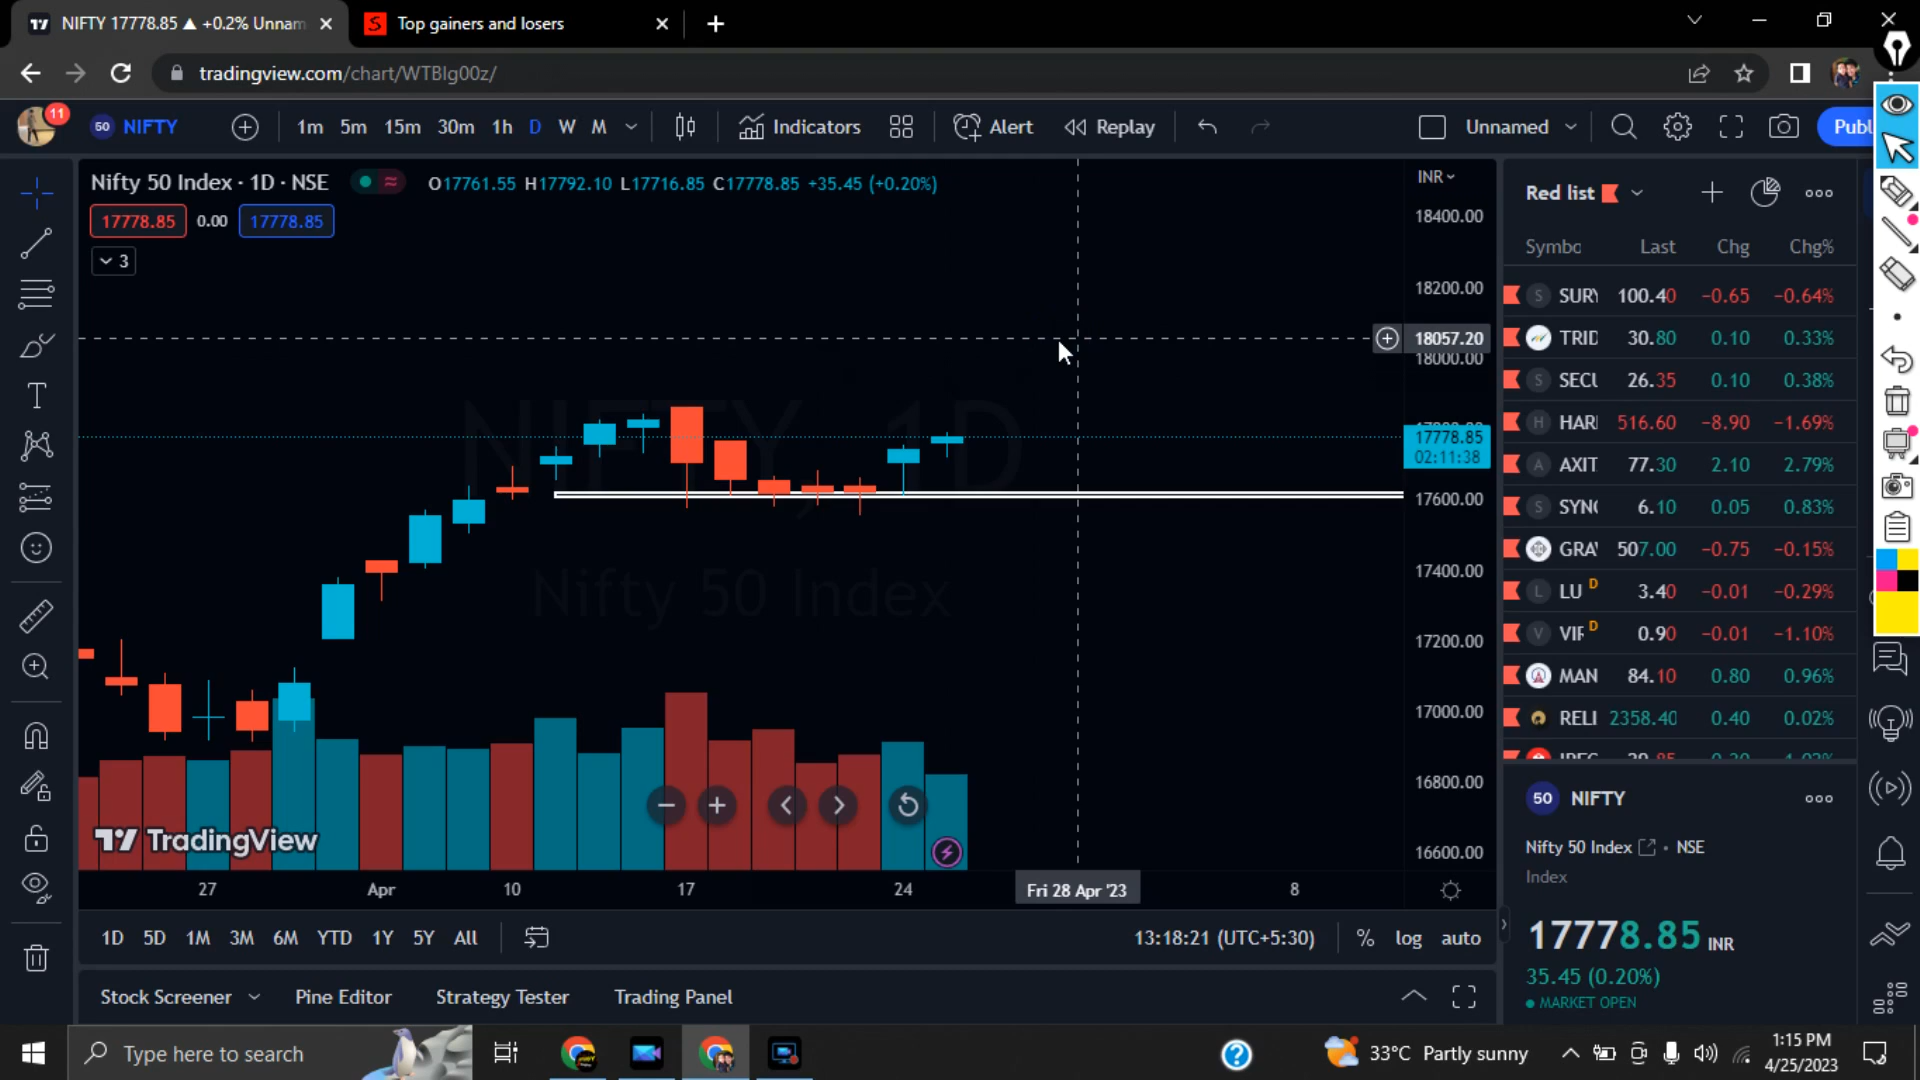 NIFTY 17778.85 ▲ +0.2% Unnam
Top gainers and losers
tradingview.com/chart/WTBIg00z/
11
50 NIFTY
1m 5m 15m 30m 1h D W M
Indicators
Alert
Replay
Unnamed
Publ
Nifty 50 Index · 1D · NSE
O17761.55 H17792.10 L17716.85 C17778.85 +35.45 (+0.20%)
17778.85 0.00 17778.85
3
INR
18400.00
18200.00
18057.20
18000.00
17778.85
02:11:38
17600.00
17400.00
17200.00
17000.00
16800.00
16600.00
NIFTY, 1D
Nifty 50 Index
TradingView
27 Apr 10 17 24 Fri 28 Apr '23 8
1D 5D 1M 3M 6M YTD 1Y 5Y All
13:18:21 (UTC+5:30) % log auto
Stock Screener Pine Editor Strategy Tester Trading Panel
Red list
Symbo Last Chg Chg%
S SUR 100.40 −0.65 −0.64%
TRID 30.80 0.10 0.33%
S SECU 26.35 0.10 0.38%
H HARI 516.60 −8.90 −1.69%
A AXIT 77.30 2.10 2.79%
S SYN 6.10 0.05 0.83%
GRA 507.00 −0.75 −0.15%
L LU D 3.40 −0.01 −0.29%
V VIF D 0.90 −0.01 −1.10%
MAN 84.10 0.80 0.96%
RELI 2358.40 0.40 0.02%
50 NIFTY
Nifty 50 Index · NSE
Index
17778.85 INR
35.45 (0.20%)
MARKET OPEN
Type here to search
33°C Partly sunny
1:15 PM
4/25/2023